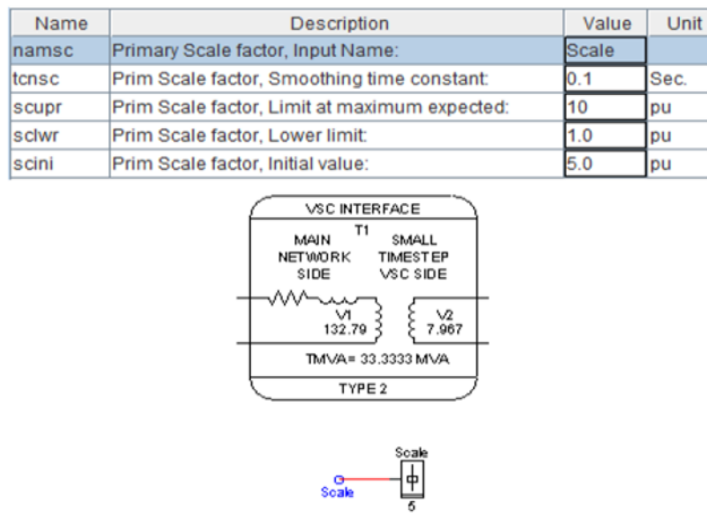 Name Description Value Unit
namsc Primary Scale factor, Input Name: Scale
tcnsc Prim Scale factor, Smoothing time constant: 0.1 Sec.
scupr Prim Scale factor, Limit at maximum expected: 10 pu
sclwr Prim Scale factor, Lower limit: 1.0 pu
scini Prim Scale factor, Initial value: 5.0 pu
VSC INTERFACE
T1
MAIN SMALL
NETWORK TIMESTEP
SIDE VSC SIDE
V1 V2
132.79 7.967
TMVA= 33.3333 MVA
TYPE 2
Scale
Scale
5